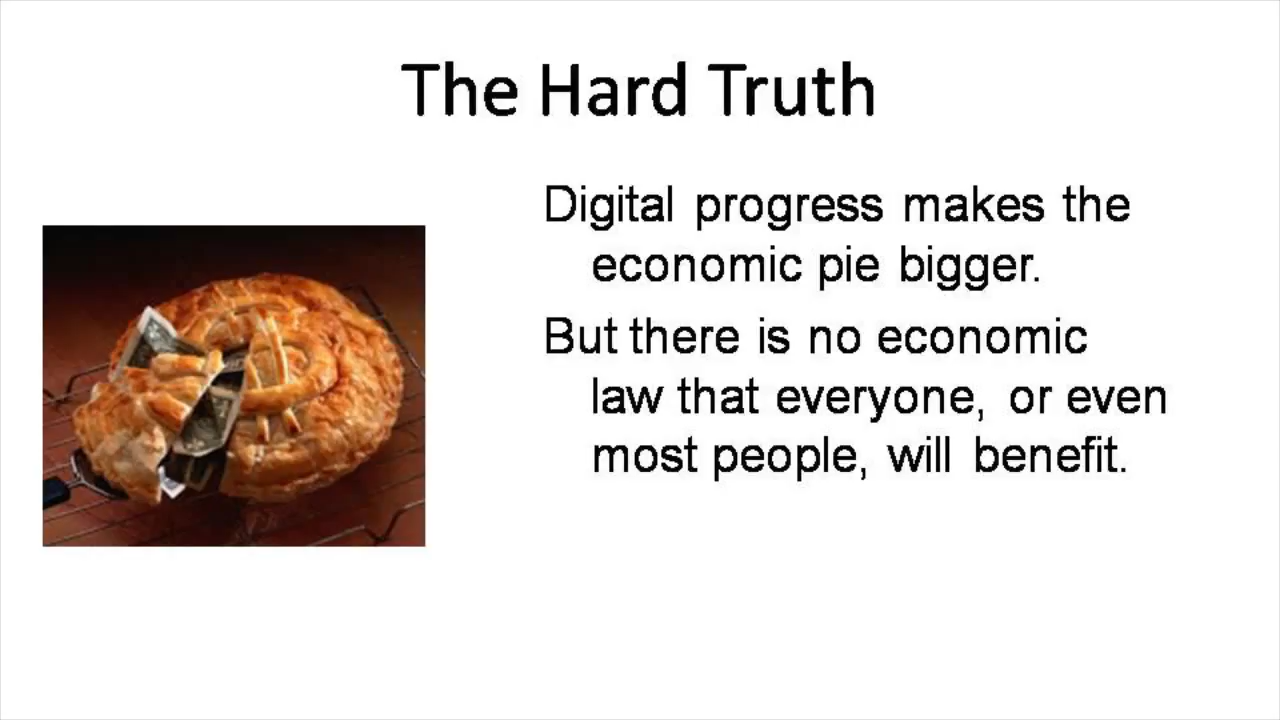 The Hard Truth
Digital progress makes the
economic pie bigger.
But there is no economic
law that everyone, or even
most people, will benefit.